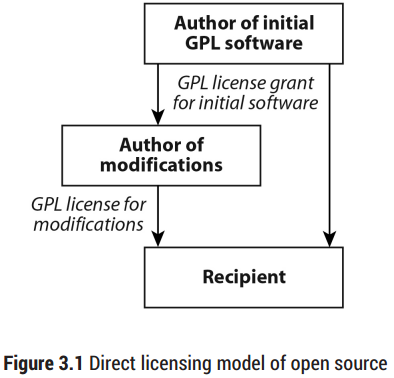 Author of initial
GPL software
GPL license grant
for initial software
Author of
modifications
GPL license for
modifications
Recipient
Figure 3.1 Direct licensing model of open source